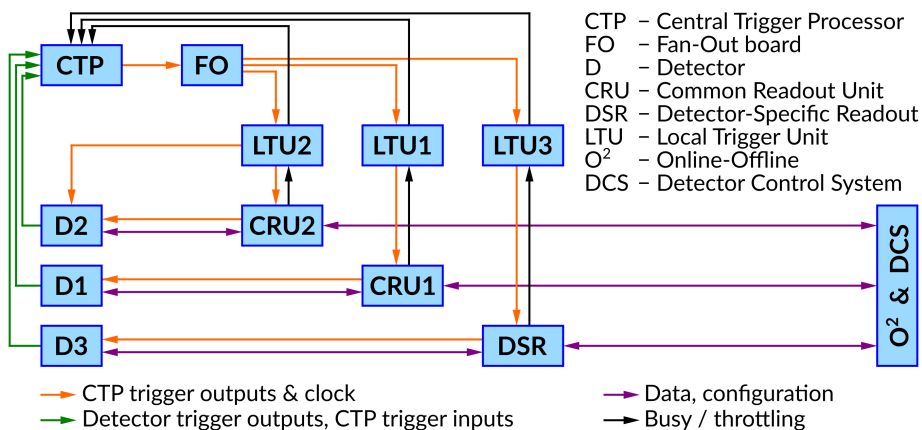 CTP – Central Trigger Processor
FO – Fan-Out board
D – Detector
CRU – Common Readout Unit
DSR – Detector-Specific Readout
LTU – Local Trigger Unit
O² – Online-Offline
DCS – Detector Control System
CTP
FO
LTU2
LTU1
LTU3
D2
CRU2
D1
CRU1
D3
DSR
O² & DCS
CTP trigger outputs & clock
Detector trigger outputs, CTP trigger inputs
Data, configuration
Busy / throttling